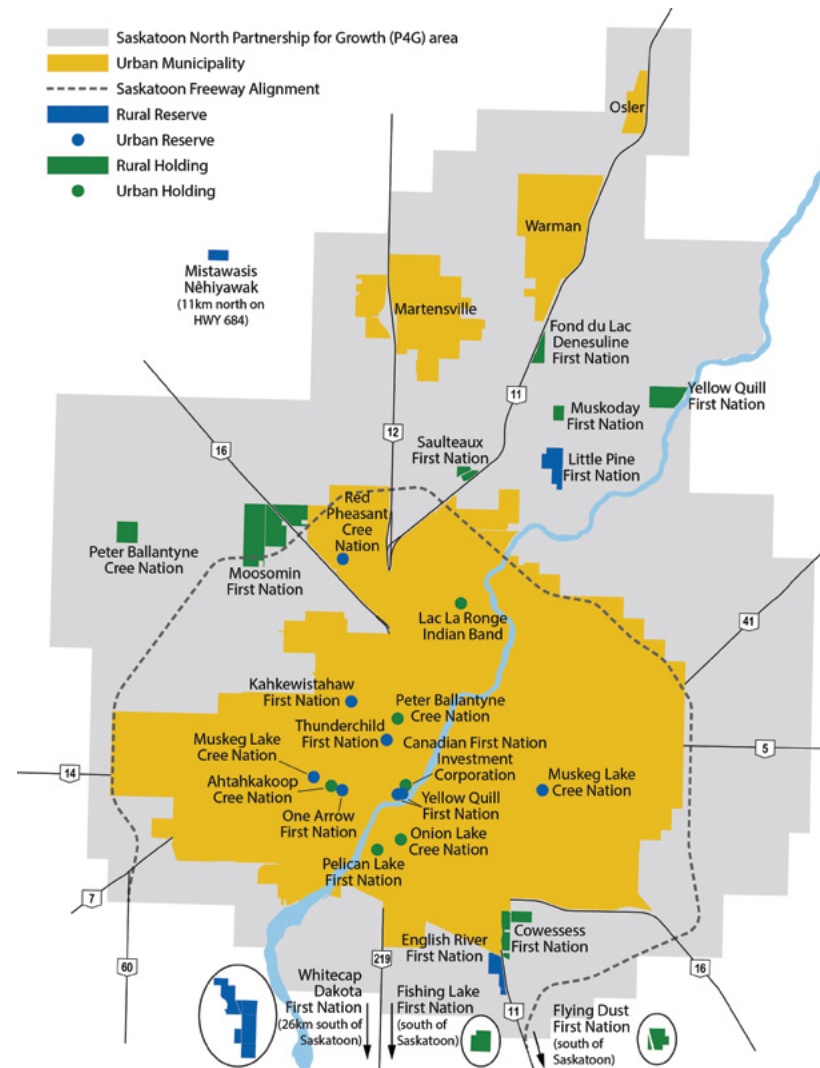 Saskatoon North Partnership for Growth (P4G) area
Urban Municipality
Saskatoon Freeway Alignment
Rural Reserve
Urban Reserve
Rural Holding
Urban Holding
Osler
Warman
Mistawasis
Nêhiyawak
(11km north on
HWY 684)
Martensville
Fond du Lac
Denesuline
First Nation
11
Yellow Quill
First Nation
Muskoday
First Nation
12
16
Saulteaux
First Nation
Little Pine
First Nation
Red
Pheasant
Cree
Nation
Peter Ballantyne
Cree Nation
Moosomin
First Nation
Lac La Ronge
Indian Band
41
Kahkewistahaw
First Nation
Peter Ballantyne
Cree Nation
Thunderchild
First Nation
Muskeg Lake
Cree Nation
Canadian First Nation
Investment
Corporation
5
14
Ahtahkakoop
Cree Nation
Muskeg Lake
Cree Nation
One Arrow
First Nation
Yellow Quill
First Nation
Onion Lake
Cree Nation
Pelican Lake
First Nation
7
Cowessess
First Nation
English River
First Nation
60
219
16
Whitecap
Dakota
First Nation
(26km south of
Saskatoon)
Fishing Lake
First Nation
(south of
Saskatoon)
11
Flying Dust
First Nation
(south of
Saskatoon)